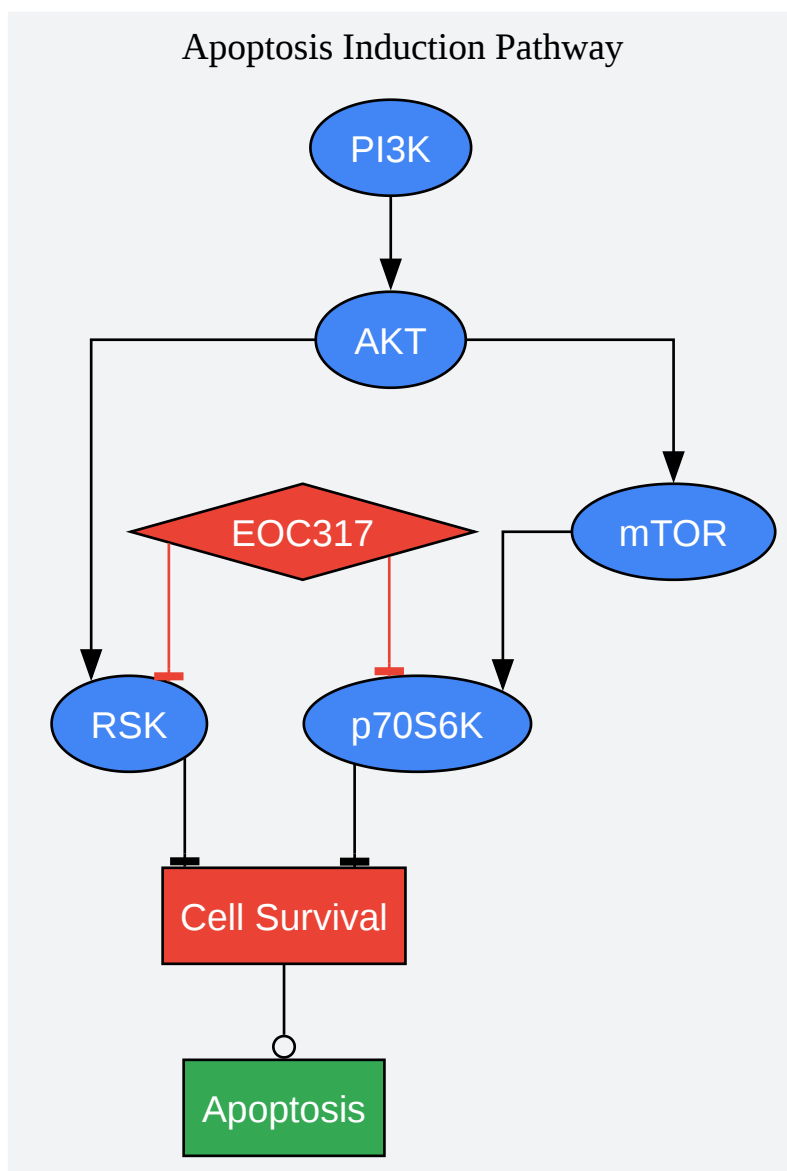 Apoptosis Induction Pathway
PI3K
AKT
EOC317
mTOR
RSK
p70S6K
Cell Survival
Apoptosis